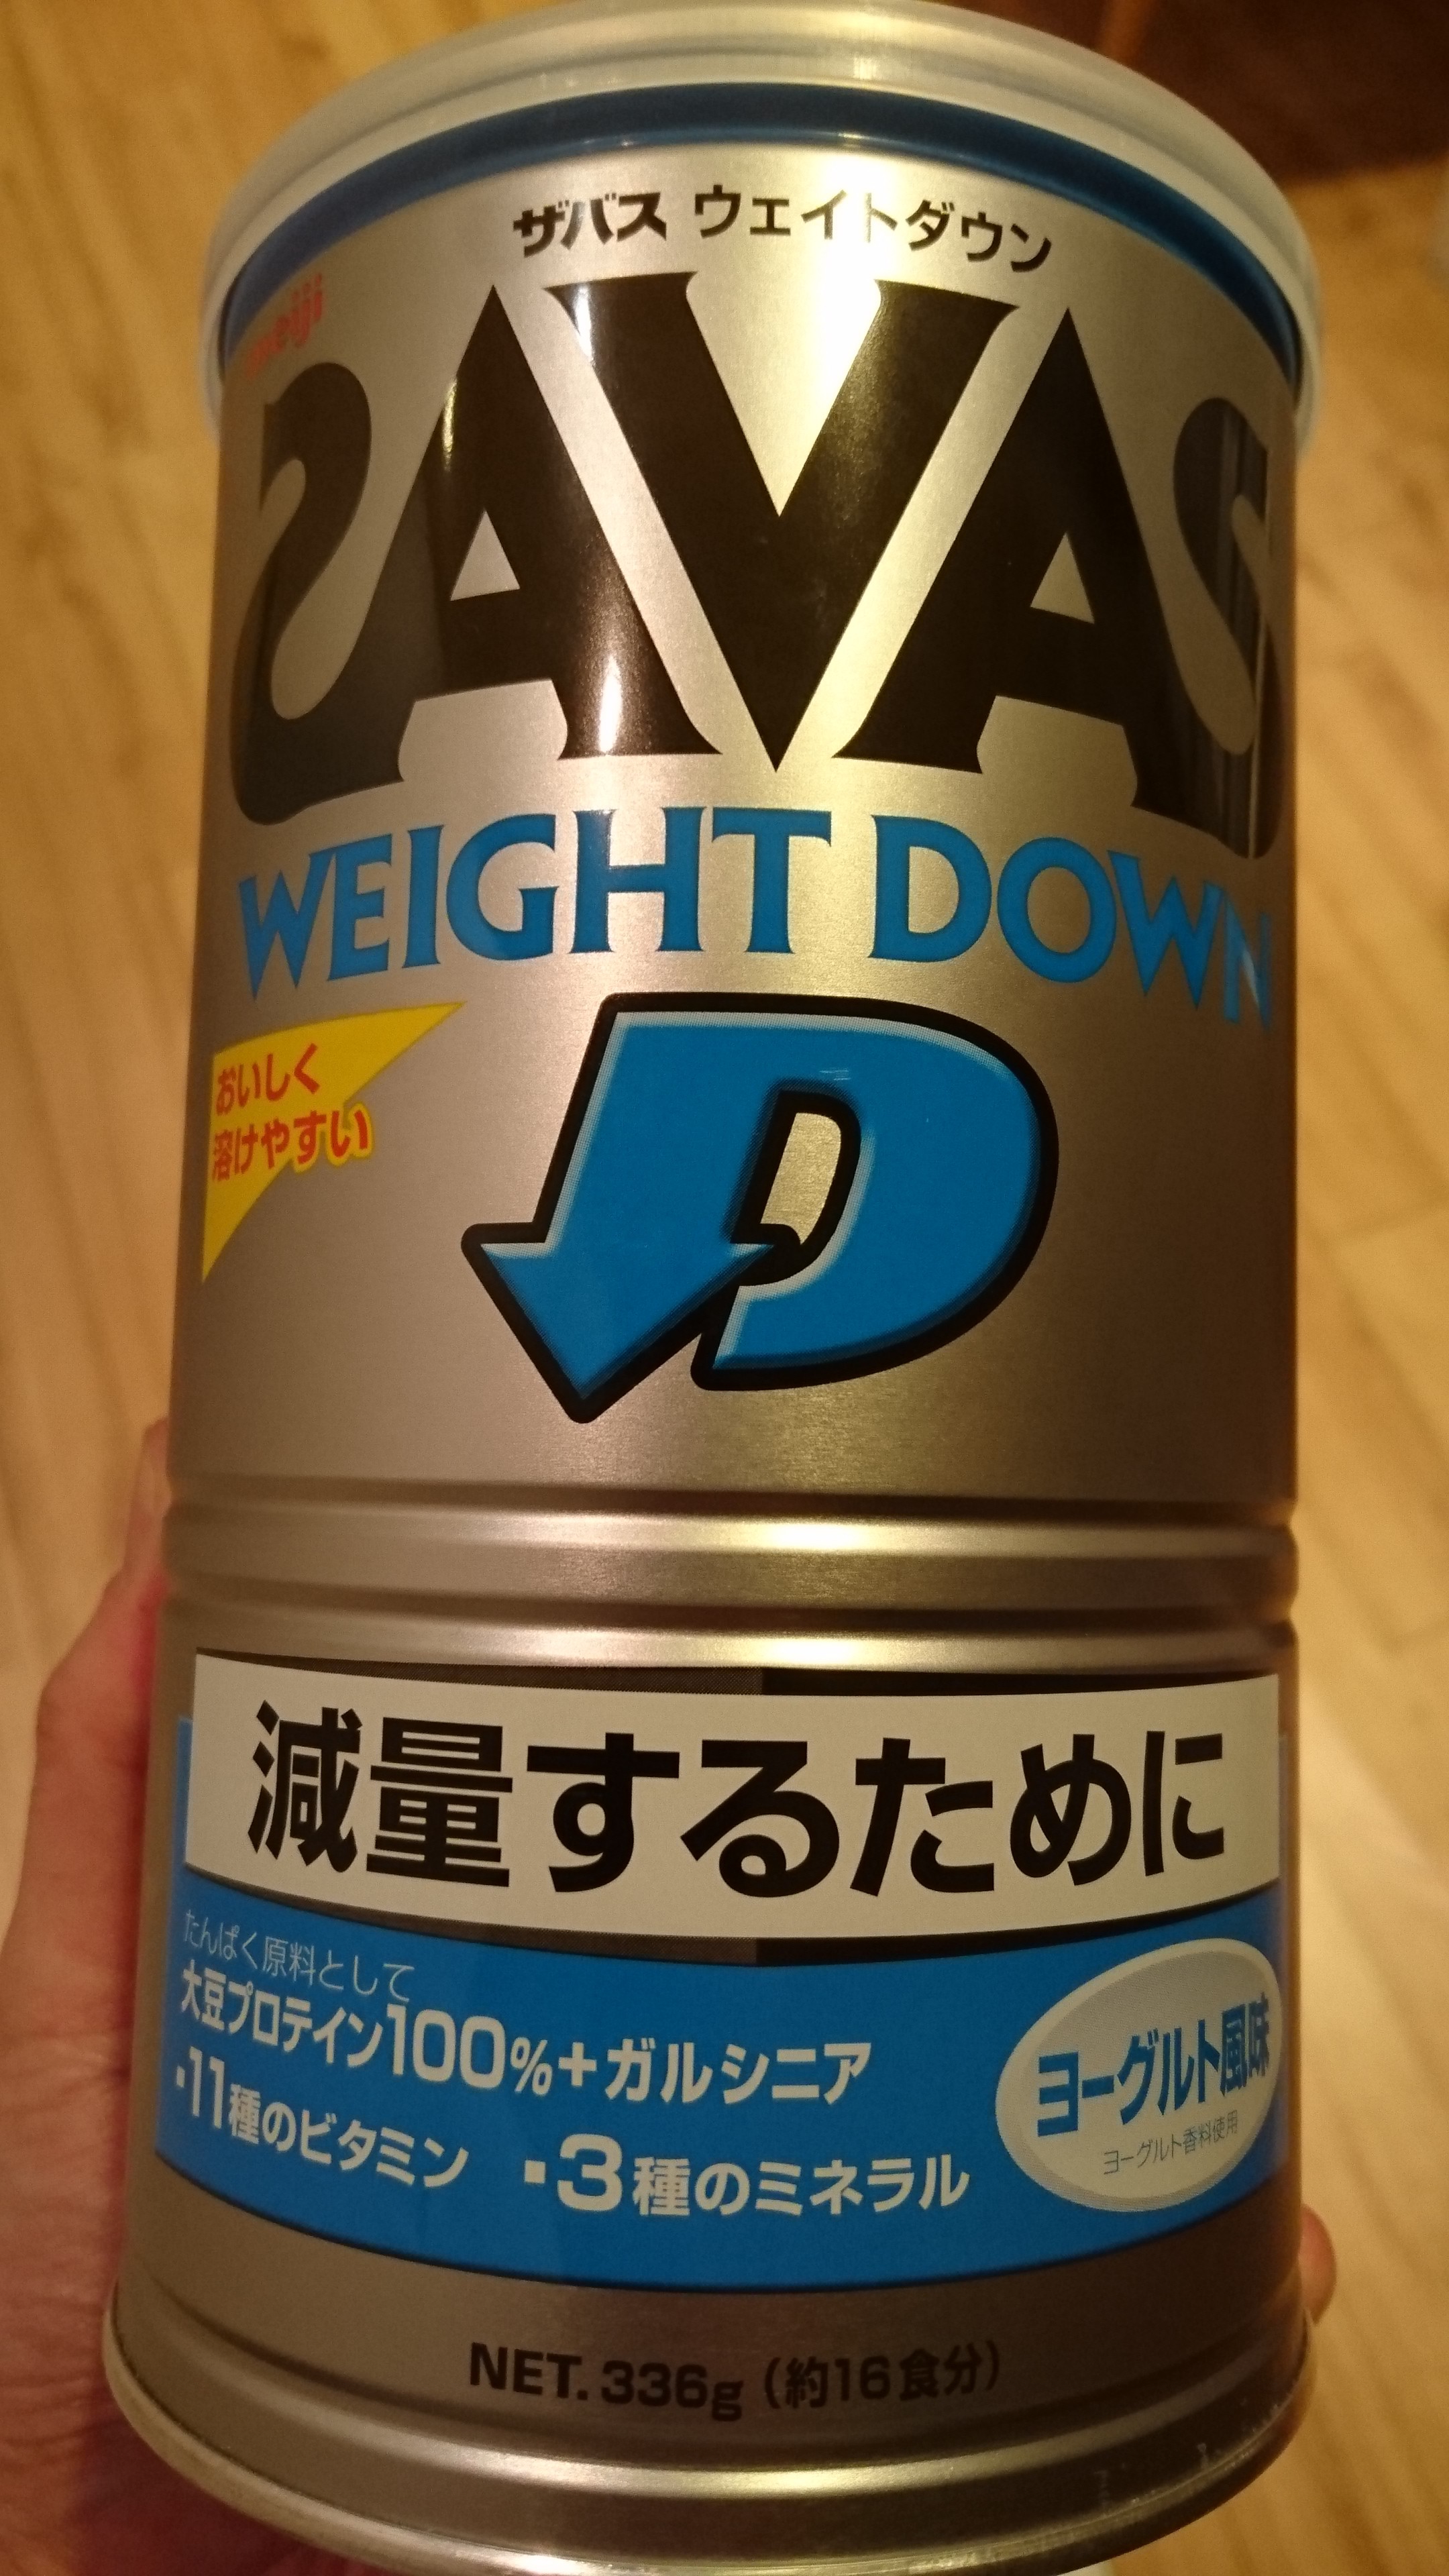 ザバス ウェイトダウン
meiji
SAVAS
WEIGHT DOWN
おいしく
溶けやすい
D
減量するために
たんぱく原料として
大豆プロテイン100%+ガルシニア
・11種のビタミン ・3種のミネラル
ヨーグルト風味
ヨーグルト香料使用
NET. 336g (約16食分)